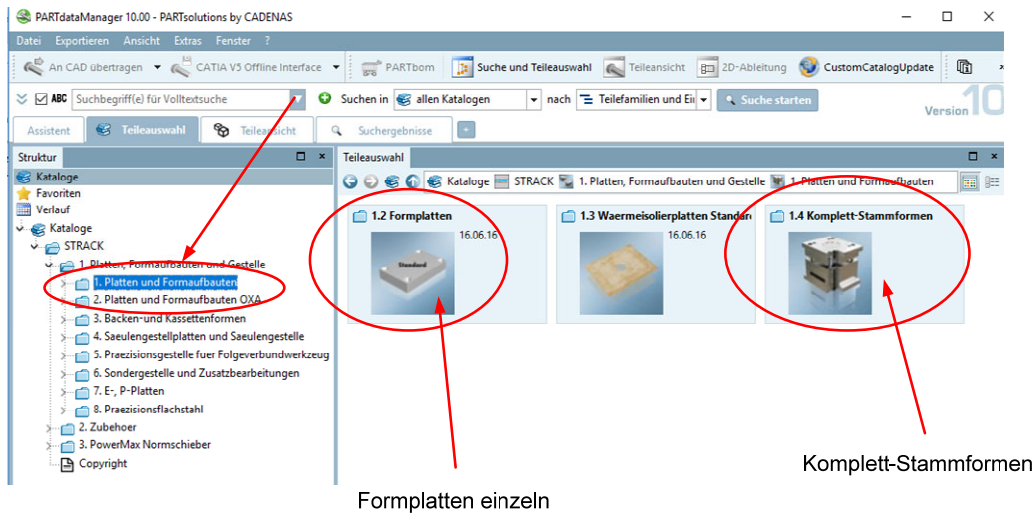 PARTdataManager 10.00 - PARTsolutions by CADENAS
Datei Exportieren Ansicht Extras Fenster ?
An CAD übertragen CATIA V5 Offline Interface PARTbom Suche und Teileauswahl Teileansicht 2D-Ableitung CustomCatalogUpdate
ABC Suchbegriff(e) für Volltextsuche Suchen in allen Katalogen nach Teilefamilien und Ei Suche starten
Version 10
Assistent Teileauswahl Teileansicht Suchergebnisse
Struktur
Kataloge
Favoriten
Verlauf
Kataloge
STRACK
1. Platten, Formaufbauten und Gestelle
1. Platten und Formaufbauten
2. Platten und Formaufbauten OXA
3. Backen-und Kassettenformen
4. Saeulengestellplatten und Saeulengestelle
5. Praezisionsgestelle fuer Folgeverbundwerkzeug
6. Sondergestelle und Zusatzbearbeitungen
7. E-, P-Platten
8. Praezisionsflachstahl
2. Zubehoer
3. PowerMax Normschieber
Copyright
Teileauswahl
Kataloge STRACK 1. Platten, Formaufbauten und Gestelle 1. Platten und Formaufbauten
1.2 Formplatten
16.06.16
Standard
1.3 Waermeisolierplatten Standard
16.06.16
1.4 Komplett-Stammformen
Komplett-Stammformen
Formplatten einzeln